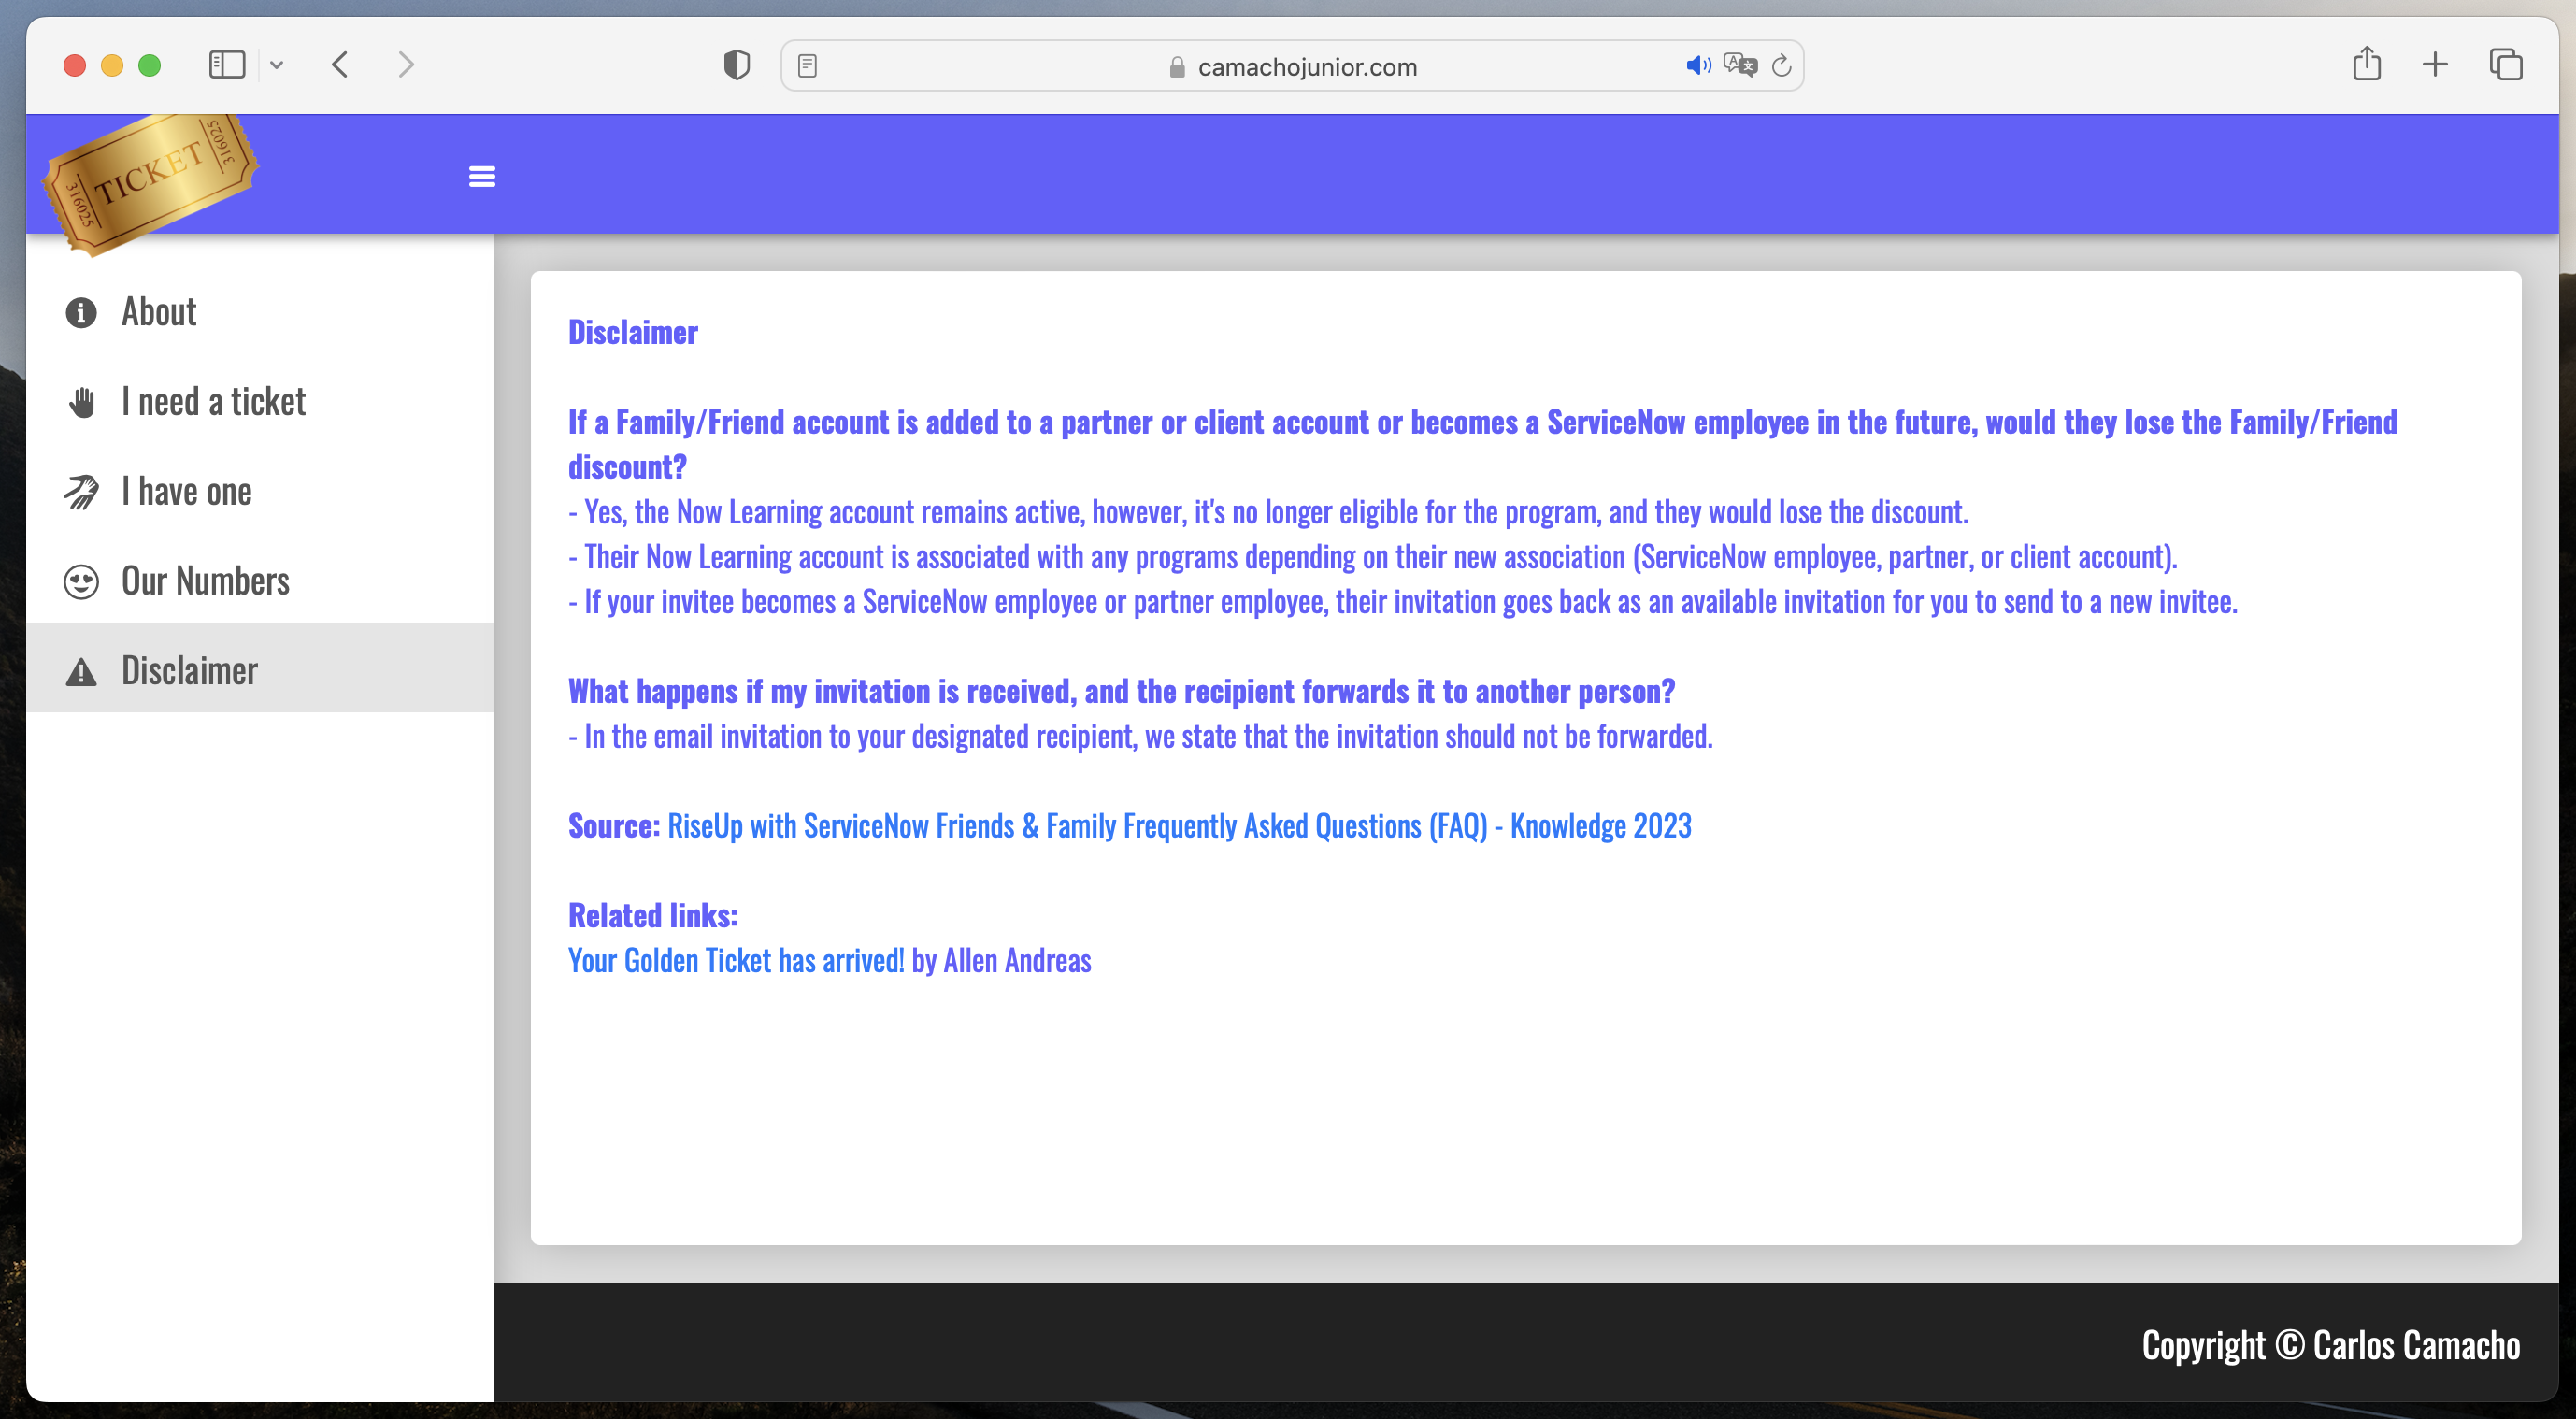 camachojunior.com
316025
TICKET
316025
About
I need a ticket
I have one
Our Numbers
Disclaimer
Disclaimer
If a Family/Friend account is added to a partner or client account or becomes a ServiceNow employee in the future, would they lose the Family/Friend
discount?
- Yes, the Now Learning account remains active, however, it's no longer eligible for the program, and they would lose the discount.
- Their Now Learning account is associated with any programs depending on their new association (ServiceNow employee, partner, or client account).
- If your invitee becomes a ServiceNow employee or partner employee, their invitation goes back as an available invitation for you to send to a new invitee.
What happens if my invitation is received, and the recipient forwards it to another person?
- In the email invitation to your designated recipient, we state that the invitation should not be forwarded.
Source: RiseUp with ServiceNow Friends & Family Frequently Asked Questions (FAQ) - Knowledge 2023
Related links:
Your Golden Ticket has arrived! by Allen Andreas
Copyright © Carlos Camacho